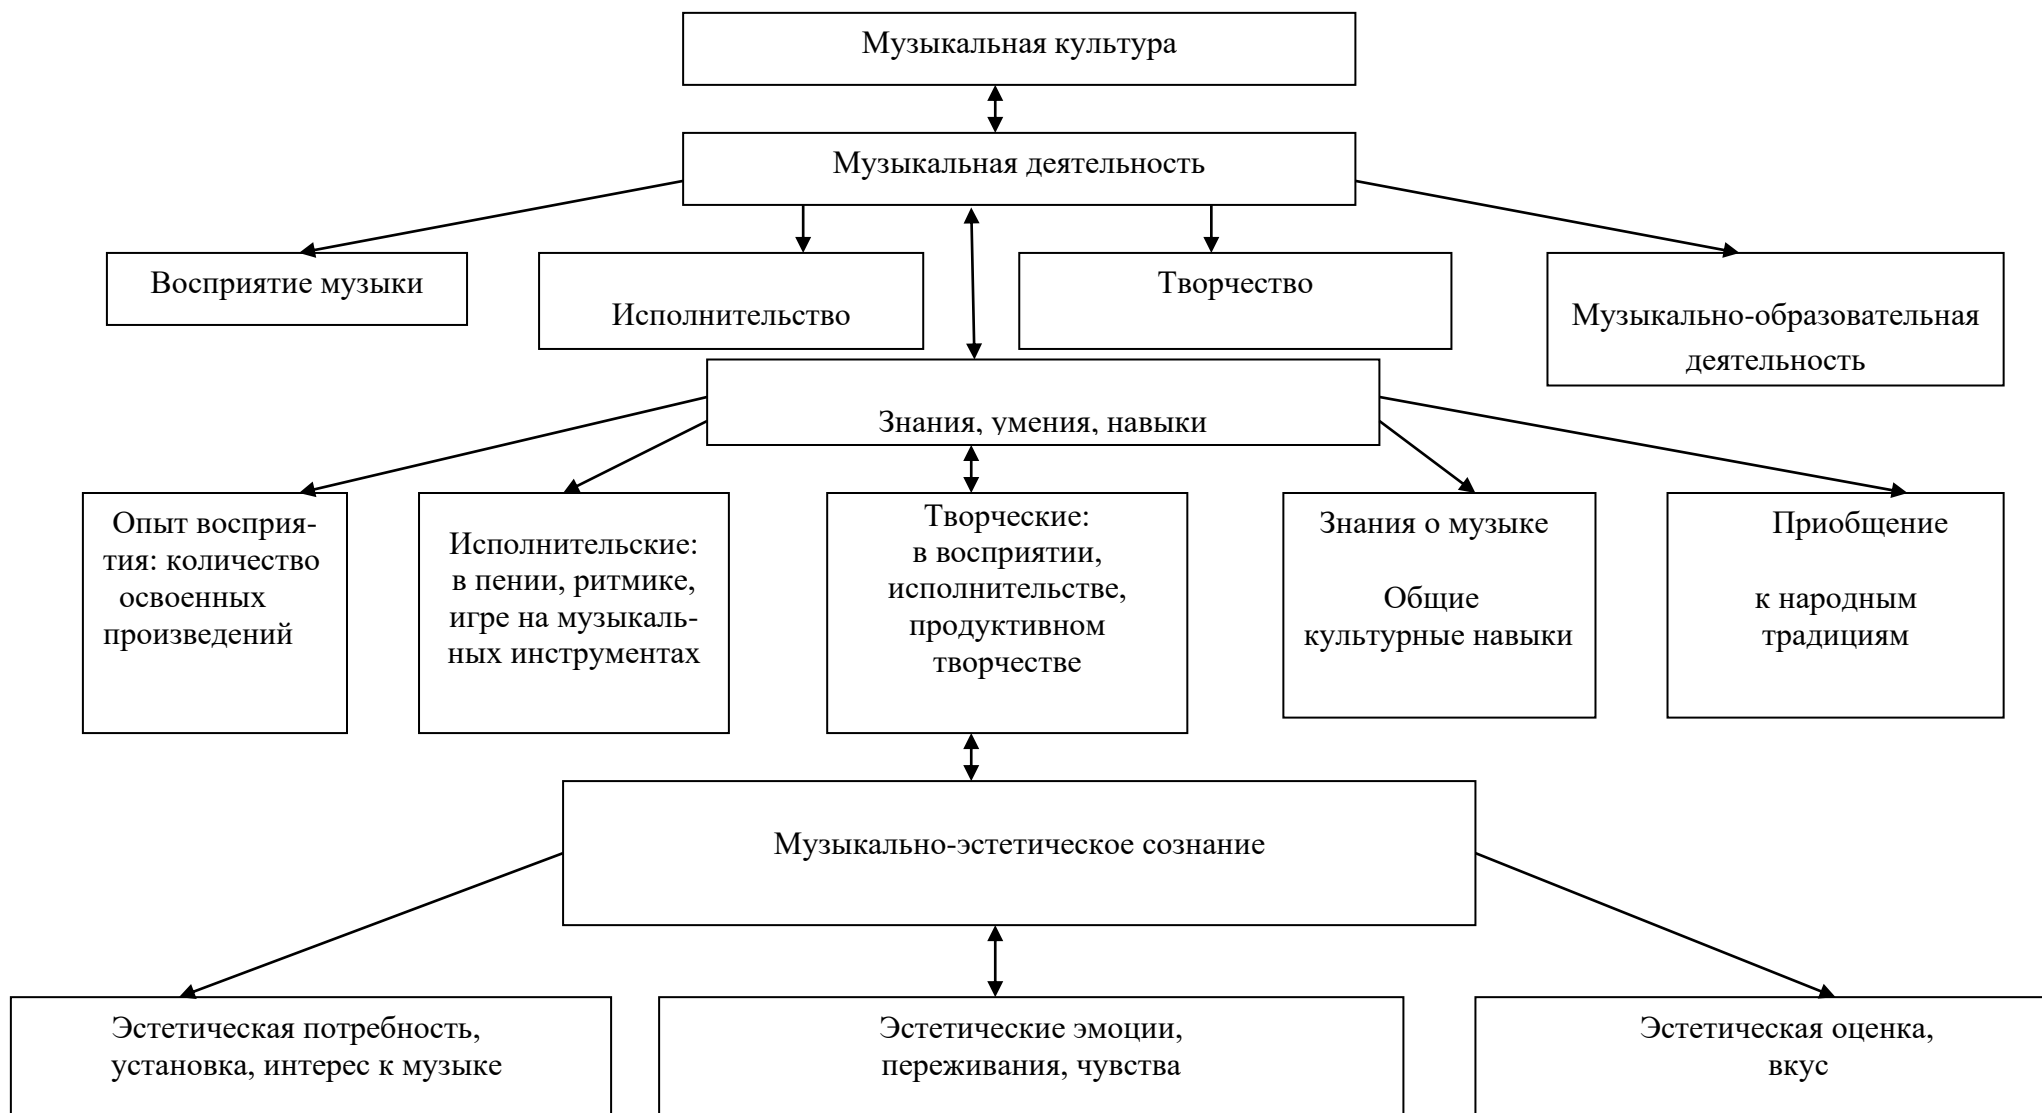 Музыкальная культура
Музыкальная деятельность
Восприятие музыки
Исполнительство
Творчество
Музыкально-образовательная
деятельность
Знания, умения, навыки
Опыт восприя-
тия: количество
освоенных
произведений
Исполнительские:
в пении, ритмике,
игре на музыкаль-
ных инструментах
Творческие:
в восприятии,
исполнительстве,
продуктивном
творчестве
Знания о музыке
Общие
культурные навыки
Приобщение
к народным
традициям
Музыкально-эстетическое сознание
Эстетическая потребность,
установка, интерес к музыке
Эстетические эмоции,
переживания, чувства
Эстетическая оценка,
вкус